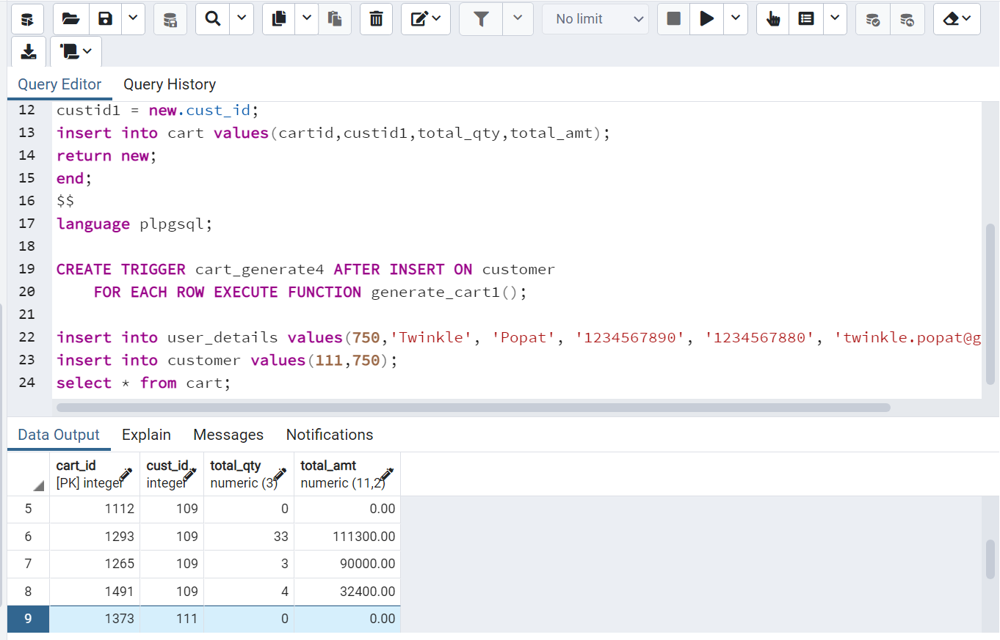 No limit
Query Editor Query History
12 custid1 = new.cust_id;
13 insert into cart values(cartid,custid1,total_qty,total_amt);
14 return new;
15 end;
16 $$
17 language plpgsql;
18
19 CREATE TRIGGER cart_generate4 AFTER INSERT ON customer
20 FOR EACH ROW EXECUTE FUNCTION generate_cart1();
21
22 insert into user_details values(750,'Twinkle', 'Popat', '1234567890', '1234567880', 'twinkle.popat@g
23 insert into customer values(111,750);
24 select * from cart;
Data Output Explain Messages Notifications
cart_id cust_id total_qty total_amt
[PK] integer integer numeric (3) numeric (11,2)
5 1112 109 0 0.00
6 1293 109 33 111300.00
7 1265 109 3 90000.00
8 1491 109 4 32400.00
9 1373 111 0 0.00